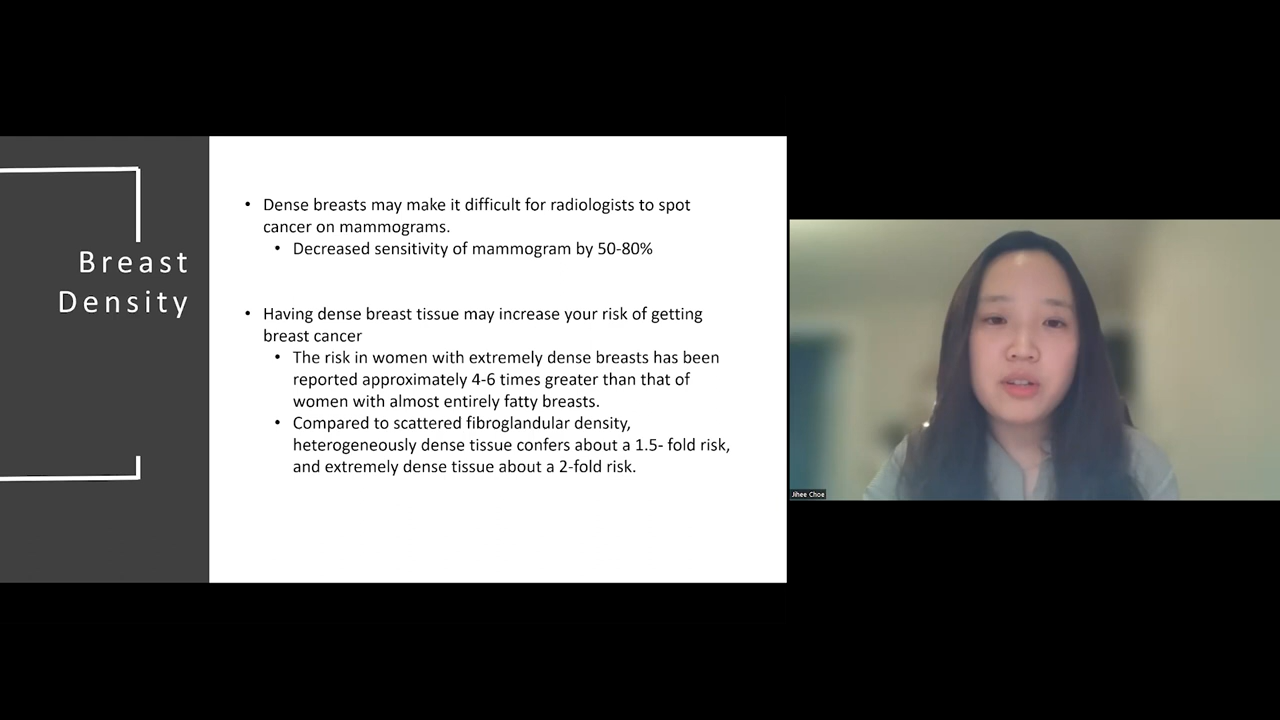 Breast
Density
• Dense breasts may make it difficult for radiologists to spot
cancer on mammograms.
• Decreased sensitivity of mammogram by 50-80%
• Having dense breast tissue may increase your risk of getting
breast cancer
• The risk in women with extremely dense breasts has been
reported approximately 4-6 times greater than that of
women with almost entirely fatty breasts.
• Compared to scattered fibroglandular density,
heterogeneously dense tissue confers about a 1.5- fold risk,
and extremely dense tissue about a 2-fold risk.
Jihee Choe